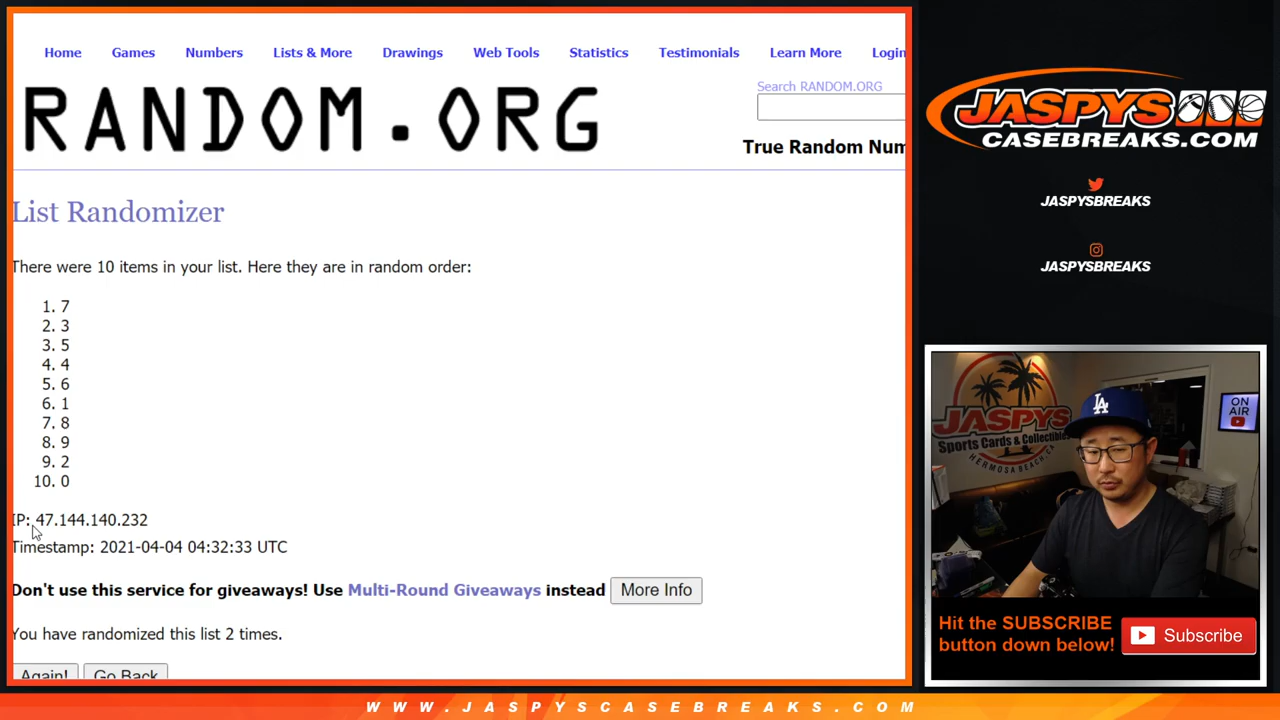 Home Games Numbers Lists & More Drawings Web Tools Statistics Testimonials Learn More Login
RANDOM.ORG
Search RANDOM.ORG
True Random Num
List Randomizer
There were 10 items in your list. Here they are in random order:
1. 7
2. 3
3. 5
4. 4
5. 6
6. 1
7. 8
8. 9
9. 2
10. 0
IP: 47.144.140.232
Timestamp: 2021-04-04 04:32:33 UTC
Don't use this service for giveaways! Use Multi-Round Giveaways instead More Info
You have randomized this list 2 times.
Again! Go Back
JASPYS
CASEBREAKS.COM
JASPYSBREAKS
JASPYSBREAKS
JASPYS
Sports Cards & Collectibles
HERMOSA BEACH, CA
LA
ON
AIR
Hit the SUBSCRIBE
button down below!
Subscribe
WWW.JASPYSCASEBREAKS.COM